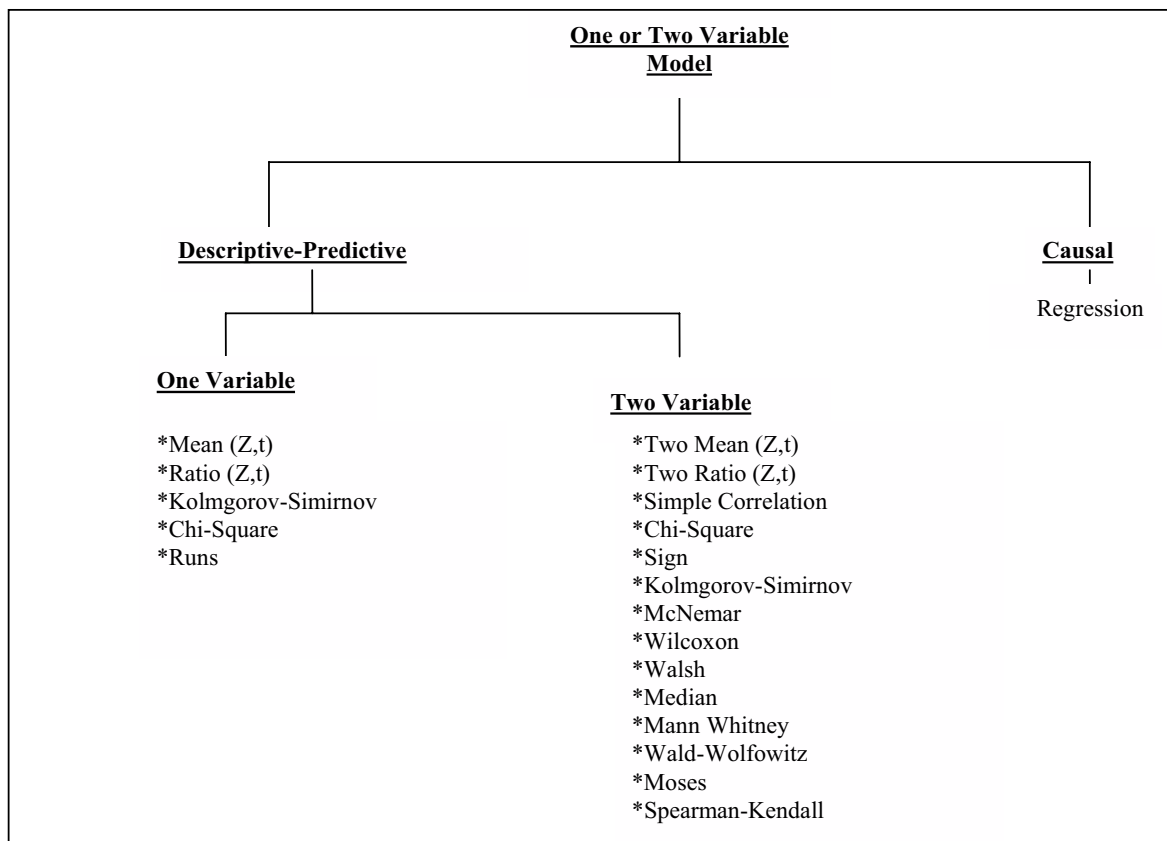 One or Two Variable
Model
Descriptive-Predictive
Causal
Regression
One Variable
*Mean (Z,t)
*Ratio (Z,t)
*Kolmgorov-Simirnov
*Chi-Square
*Runs
Two Variable
*Two Mean (Z,t)
*Two Ratio (Z,t)
*Simple Correlation
*Chi-Square
*Sign
*Kolmgorov-Simirnov
*McNemar
*Wilcoxon
*Walsh
*Median
*Mann Whitney
*Wald-Wolfowitz
*Moses
*Spearman-Kendall